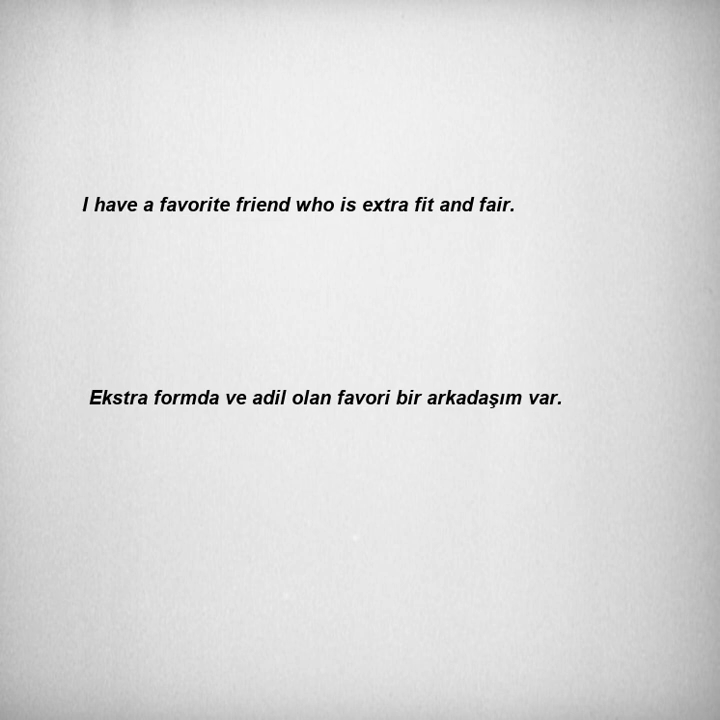 I have a favorite friend who is extra fit and fair.
Ekstra formda ve adil olan favori bir arkadaşım var.